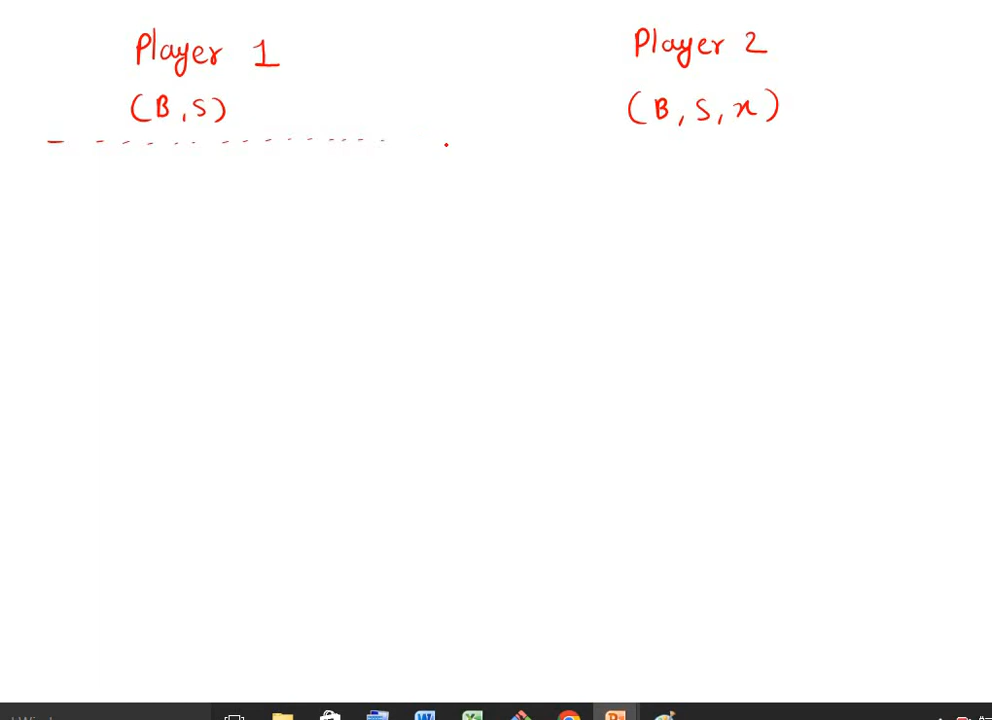 Player 1
(B, S)
Player 2
(B, S, x)